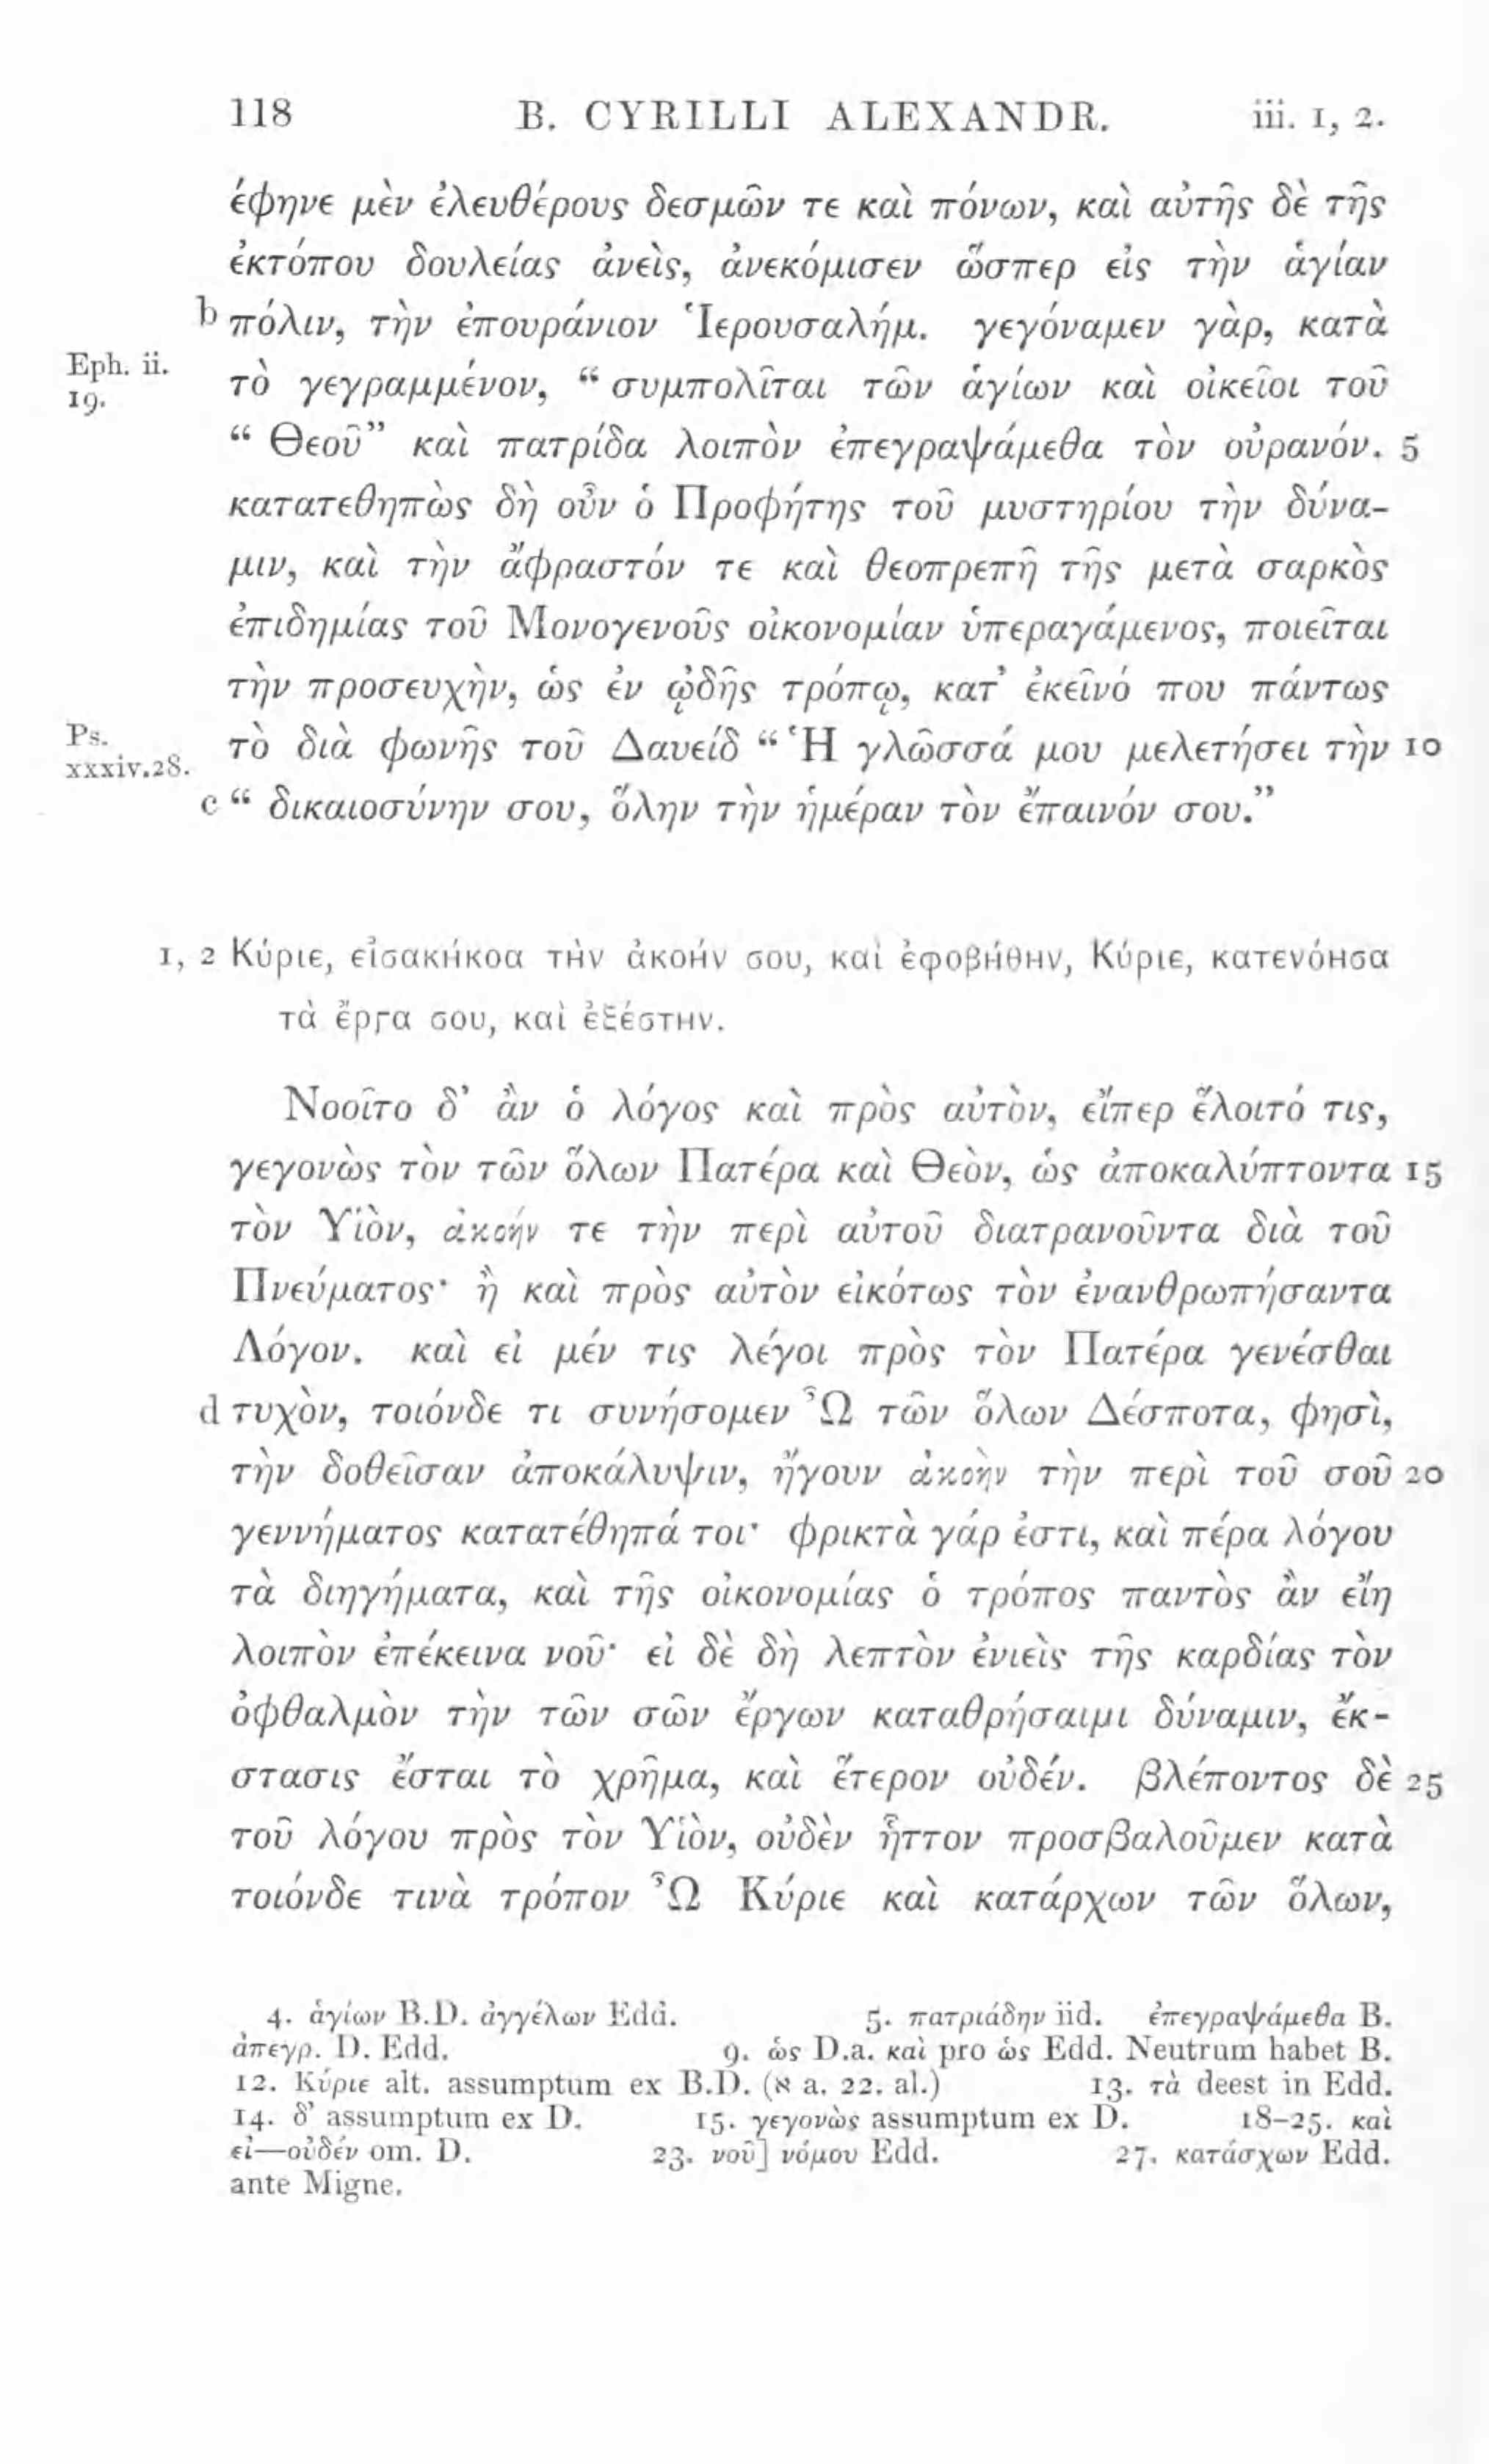 118 B. CYRILLI ALEXANDR. iii. 1, 2.
ἔφηνε μὲν ἐλευθέρους δεσμῶν τε καὶ πόνων, καὶ αὐτῆς δὲ τῆς
ἐκτόπου δουλείας ἀνεὶς, ἀνεκόμισεν ὥσπερ εἰς τὴν ἁγίαν
b πόλιν, τὴν ἐπουράνιον Ἱερουσαλήμ. γεγόναμεν γὰρ, κατὰ
Eph. ii. 19. τὸ γεγραμμένον, “ συμπολῖται τῶν ἁγίων καὶ οἰκεῖοι τοῦ
“ Θεοῦ” καὶ πατρίδα λοιπὸν ἐπεγραψάμεθα τὸν οὐρανόν. 5
κατατεθηπὼς δὴ οὖν ὁ Προφήτης τοῦ μυστηρίου τὴν δύνα-
μιν, καὶ τὴν ἄφραστόν τε καὶ θεοπρεπῆ τῆς μετὰ σαρκὸς
ἐπιδημίας τοῦ Μονογενοῦς οἰκονομίαν ὑπεραγάμενος, ποιεῖται
τὴν προσευχὴν, ὡς ἐν ᾠδῆς τρόπῳ, κατ’ ἐκεῖνό που πάντως
Ps. xxxiv.28. τὸ διὰ φωνῆς τοῦ Δαυείδ “ Ἡ γλῶσσά μου μελετήσει τὴν 10
c “ δικαιοσύνην σου, ὅλην τὴν ἡμέραν τὸν ἔπαινόν σου.”
1, 2 Κύριε, εἰσακήκοα τὴν ἀκοήν σου, καὶ ἐφοβήθην, Κύριε, κατενόησα
τὰ ἔργα σου, καὶ ἐξέστην.
Νοοῖτο δ’ ἂν ὁ λόγος καὶ πρὸς αὐτὸν, εἴπερ ἕλοιτό τις,
γεγονὼς τὸν τῶν ὅλων Πατέρα καὶ Θεὸν, ὡς ἀποκαλύπτοντα 15
τὸν Υἱὸν, ἀκοήν τε τὴν περὶ αὐτοῦ διατρανοῦντα διὰ τοῦ
Πνεύματος· ἢ καὶ πρὸς αὐτὸν εἰκότως τὸν ἐνανθρωπήσαντα
Λόγον. καὶ εἰ μέν τις λέγοι πρὸς τὸν Πατέρα γενέσθαι
d τυχὸν, τοιόνδε τι συνήσομεν Ὦ τῶν ὅλων Δέσποτα, φησὶ,
τὴν δοθεῖσαν ἀποκάλυψιν, ἤγουν ἀκοὴν τὴν περὶ τοῦ σοῦ 20
γεννήματος κατατέθηπά τοι· φρικτὰ γάρ ἐστι, καὶ πέρα λόγου
τὰ διηγήματα, καὶ τῆς οἰκονομίας ὁ τρόπος παντὸς ἂν εἴη
λοιπὸν ἐπέκεινα νοῦ· εἰ δὲ δὴ λεπτὸν ἐνιεὶς τῆς καρδίας τὸν
ὀφθαλμὸν τὴν τῶν σῶν ἔργων καταθρήσαιμι δύναμιν, ἔκ-
στασις ἔσται τὸ χρῆμα, καὶ ἕτερον οὐδέν. βλέποντος δὲ 25
τοῦ λόγου πρὸς τὸν Υἱὸν, οὐδὲν ἧττον προσβαλοῦμεν κατὰ
τοιόνδε τινὰ τρόπον Ὦ Κύριε καὶ κατάρχων τῶν ὅλων,
4. ἁγίων B.D. ἀγγέλων Edd. 5. πατριάδην iid. ἐπεγραψάμεθα B.
ἀπεγρ. D. Edd. 9. ὡς D.a. καὶ pro ὡς Edd. Neutrum habet B.
12. Κύριε alt. assumptum ex B.D. (א a. 22. al.) 13. τὰ deest in Edd.
14. δ’ assumptum ex D. 15. γεγονὼς assumptum ex D. 18-25. καὶ
εἰ—οὐδέν om. D. 23. νοῦ] νόμου Edd. 27. κατάσχων Edd.
ante Migne.